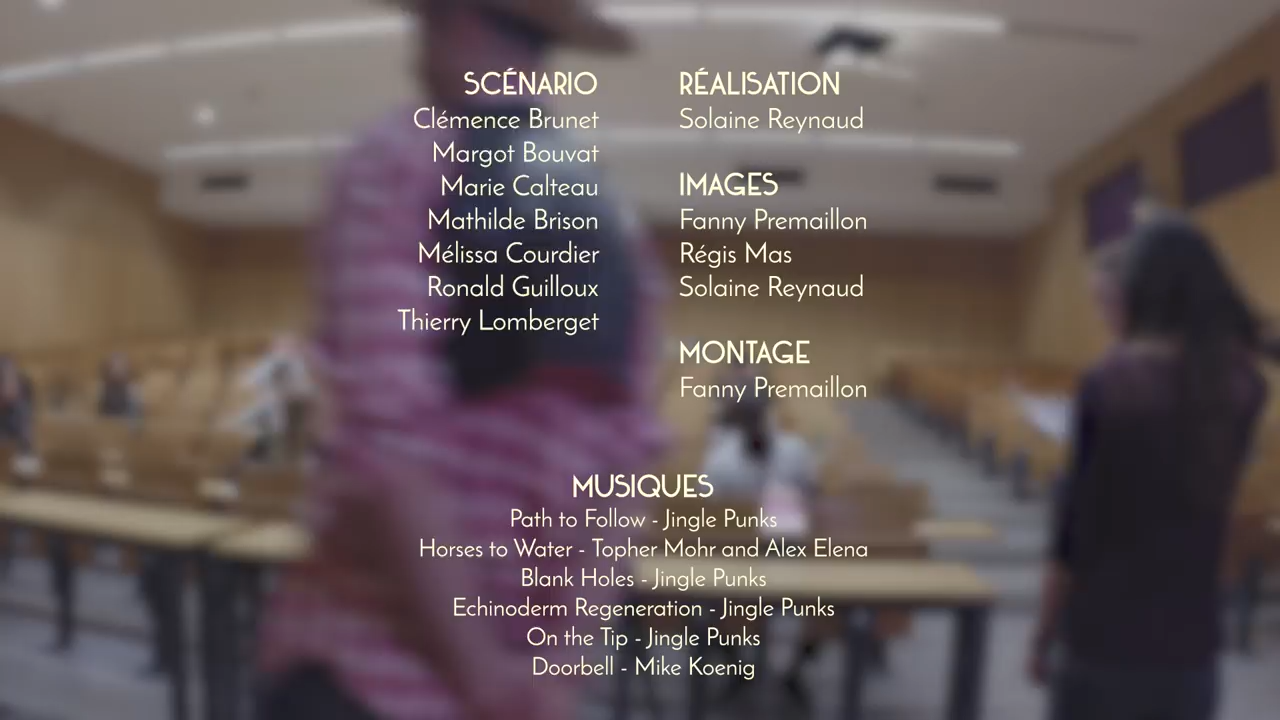 SCÉNARIO
Clémence Brunet
Margot Bouvat
Marie Calteau
Mathilde Brison
Mélissa Courdier
Ronald Guilloux
Thierry Lomberget
RÉALISATION
Solaine Reynaud
IMAGES
Fanny Premaillon
Régis Mas
Solaine Reynaud
MONTAGE
Fanny Premaillon
MUSIQUES
Path to Follow - Jingle Punks
Horses to Water - Topher Mohr and Alex Elena
Blank Holes - Jingle Punks
Echinoderm Regeneration - Jingle Punks
On the Tip - Jingle Punks
Doorbell - Mike Koenig